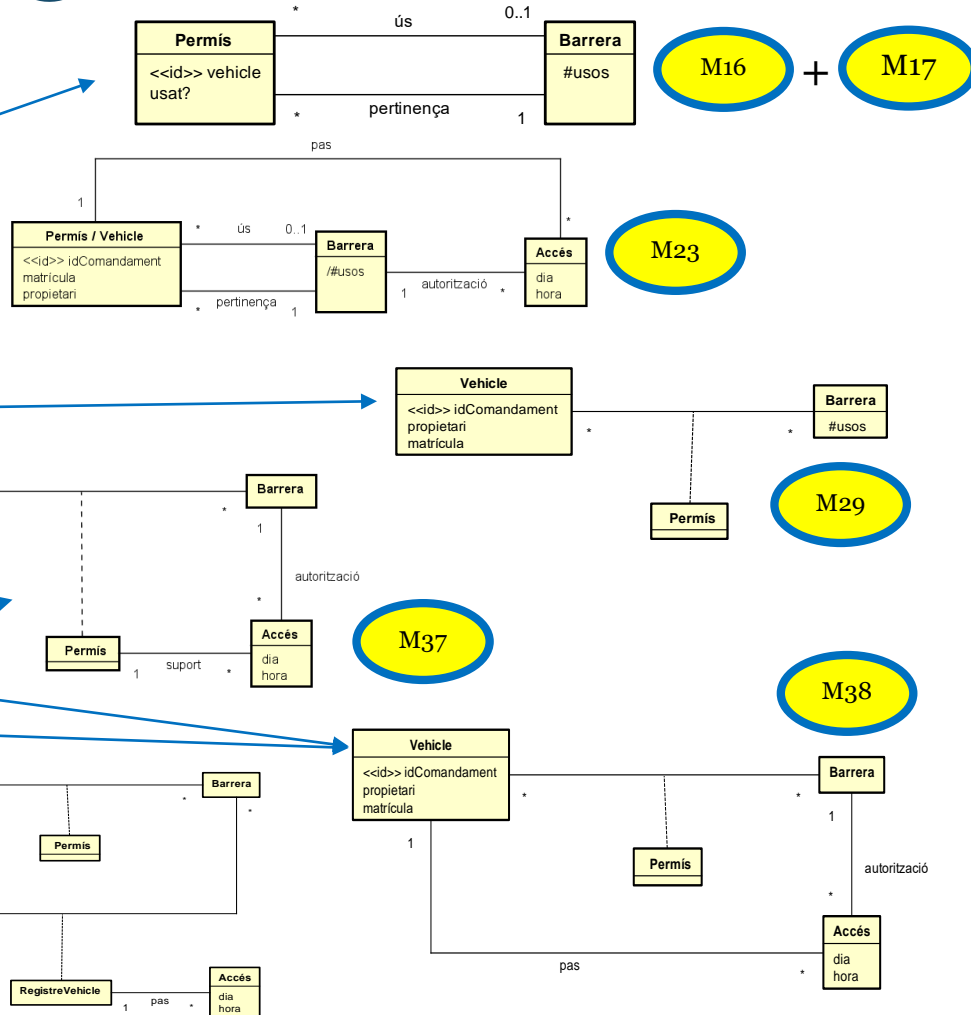 * ús 0..1
Permís
<<id>> vehicle
usat?
Barrera
#usos
* pertinença 1
M16 + M17
pas
1
*
Permís / Vehicle
<<id>> idComandament
matrícula
propietari
* ús 0..1
* pertinença 1
Barrera
/#usos
1 autorització *
Accés
dia
hora
M23
Vehicle
<<id>> idComandament
propietari
matrícula
*
*
Barrera
#usos
Permís
M29
Barrera
*
1
autorització
*
Permís
1 suport *
Accés
dia
hora
M37
M38
Vehicle
<<id>> idComandament
propietari
matrícula
*
*
Barrera
1
1
Permís
autorització
*
Accés
dia
hora
pas
*
Barrera
*
*
Permís
RegistreVehicle
1 pas *
Accés
dia
hora